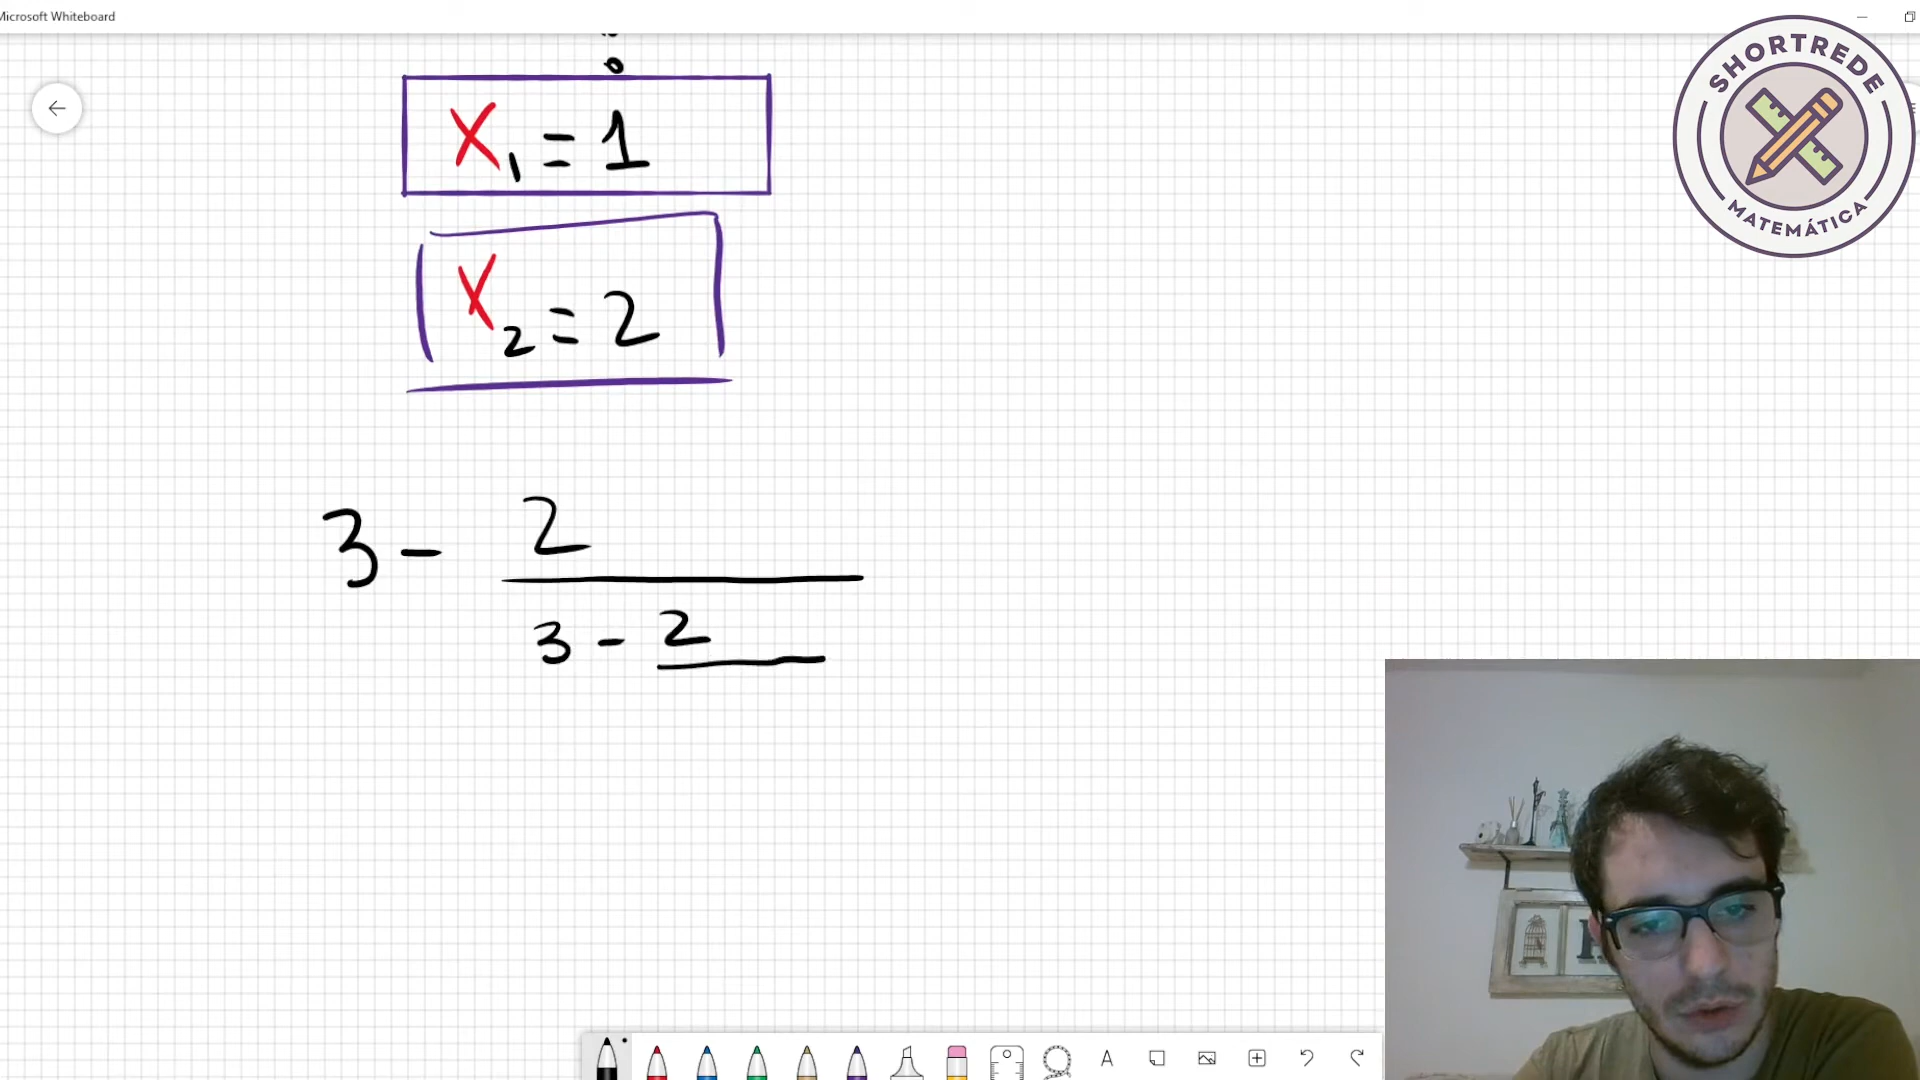 Microsoft Whiteboard
SHORTREDE
MATEMÁTICA
X₁ = 1
X₂ = 2
3 - 2
3 - 2
A